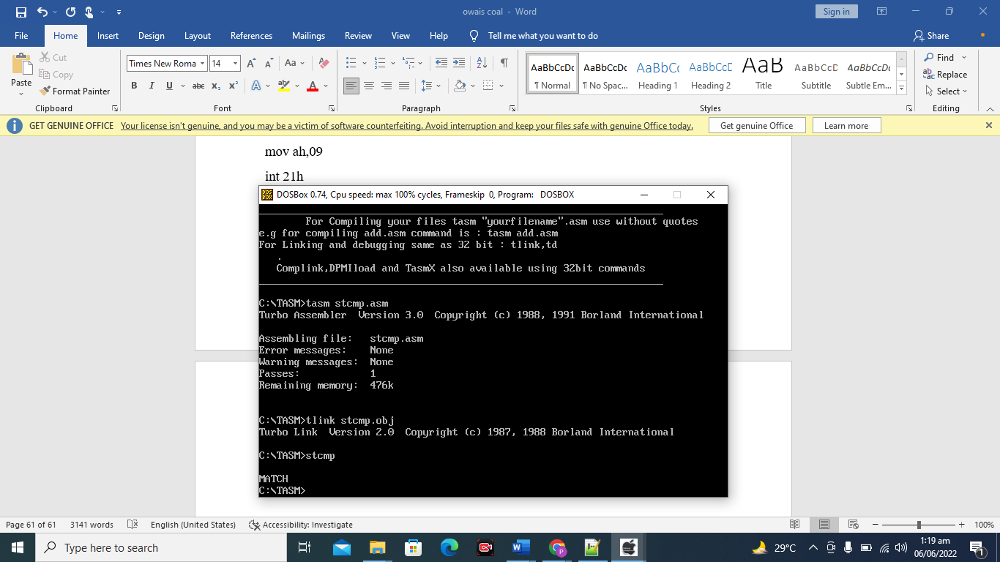 owais coal - Word
Sign in
File Home Insert Design Layout References Mailings Review View Help Tell me what you want to do Share
Paste
Cut
Copy
Format Painter
Clipboard
Times New Roma 14
Aa
B I U abc x₂ x² A A
Font
Paragraph
AaBbCcDc
¶ Normal
AaBbCcDc
¶ No Spac...
AaBbCc
Heading 1
AaBbCcD
Heading 2
AaB
Title
AaBbCcD
Subtitle
AaBbCcDc
Subtle Em...
Styles
Find
Replace
Select
Editing
GET GENUINE OFFICE Your license isn't genuine, and you may be a victim of software counterfeiting. Avoid interruption and keep your files safe with genuine Office today. Get genuine Office Learn more
mov ah,09
int 21h
DOSBox 0.74, Cpu speed: max 100% cycles, Frameskip 0, Program: DOSBOX
For Compiling your files tasm "yourfilename".asm use without quotes
e.g for compiling add.asm command is : tasm add.asm
For Linking and debugging same as 32 bit : tlink,td
.
Complink,DPMIload and TasmX also available using 32bit commands
C:\TASM>tasm stcmp.asm
Turbo Assembler Version 3.0 Copyright (c) 1988, 1991 Borland International
Assembling file: stcmp.asm
Error messages: None
Warning messages: None
Passes: 1
Remaining memory: 476k
C:\TASM>tlink stcmp.obj
Turbo Link Version 2.0 Copyright (c) 1987, 1988 Borland International
C:\TASM>stcmp
MATCH
C:\TASM>
Page 61 of 61 3141 words English (United States) Accessibility: Investigate 100%
Type here to search
29°C
1:19 am
06/06/2022
1